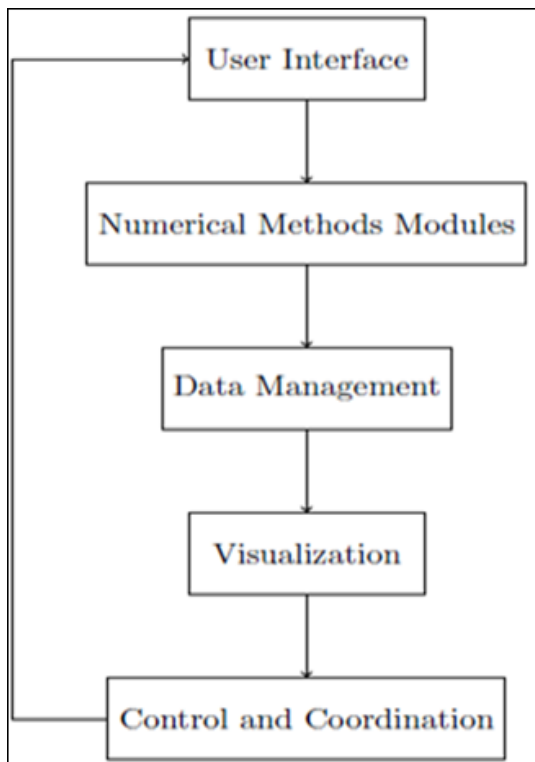 User Interface
Numerical Methods Modules
Data Management
Visualization
Control and Coordination